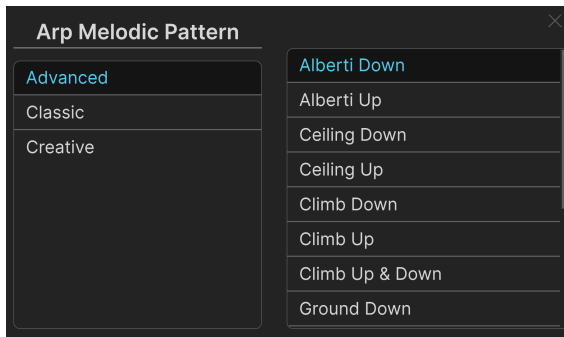 Arp Melodic Pattern
Advanced
Classic
Creative
Alberti Down
Alberti Up
Ceiling Down
Ceiling Up
Climb Down
Climb Up
Climb Up & Down
Ground Down